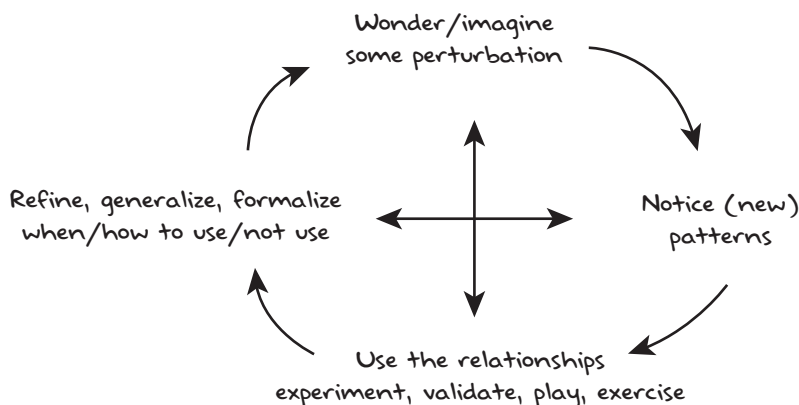 Wonder/imagine
some perturbation
Refine, generalize, formalize
when/how to use/not use
Notice (new)
patterns
Use the relationships
experiment, validate, play, exercise